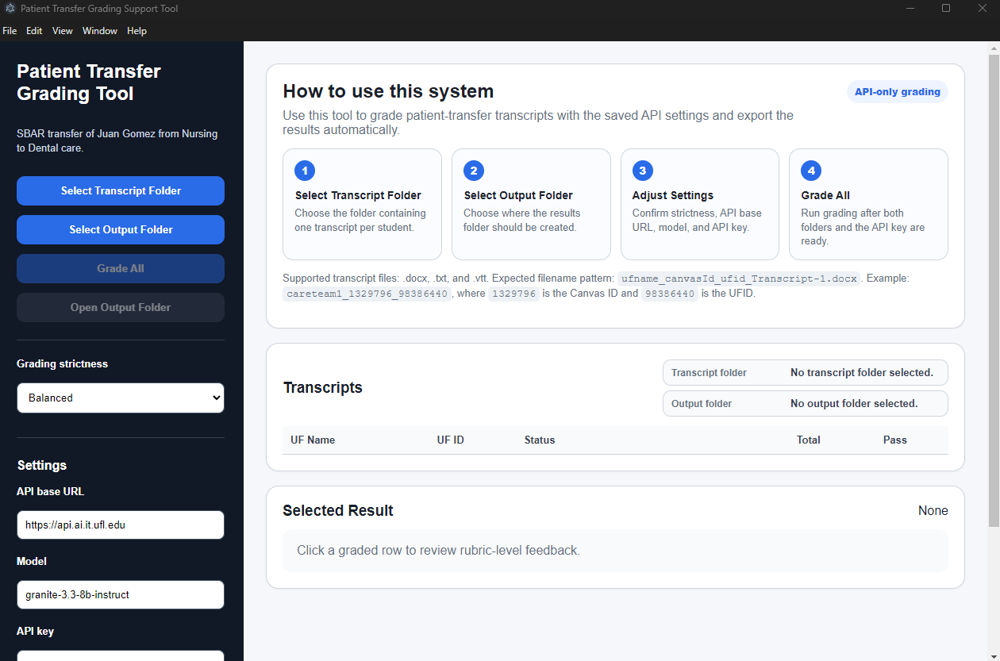 Patient Transfer Grading Support Tool
File Edit View Window Help
Patient Transfer
Grading Tool
SBAR transfer of Juan Gomez from Nursing
to Dental care.
Select Transcript Folder
Select Output Folder
Grade All
Open Output Folder
Grading strictness
Balanced
Settings
API base URL
https://api.ai.it.ufl.edu
Model
granite-3.3-8b-instruct
API key
How to use this system
API-only grading
Use this tool to grade patient-transfer transcripts with the saved API settings and export the
results automatically.
1
Select Transcript Folder
Choose the folder containing
one transcript per student.
2
Select Output Folder
Choose where the results
folder should be created.
3
Adjust Settings
Confirm strictness, API base
URL, model, and API key.
4
Grade All
Run grading after both
folders and the API key are
ready.
Supported transcript files: .docx, .txt, and .vtt. Expected filename pattern: ufname_canvasId_ufid_Transcript-1.docx. Example:
careteam1_1329796_98386440, where 1329796 is the Canvas ID and 98386440 is the UFID.
Transcripts
Transcript folder No transcript folder selected.
Output folder No output folder selected.
UF Name UF ID Status Total Pass
Selected Result
None
Click a graded row to review rubric-level feedback.